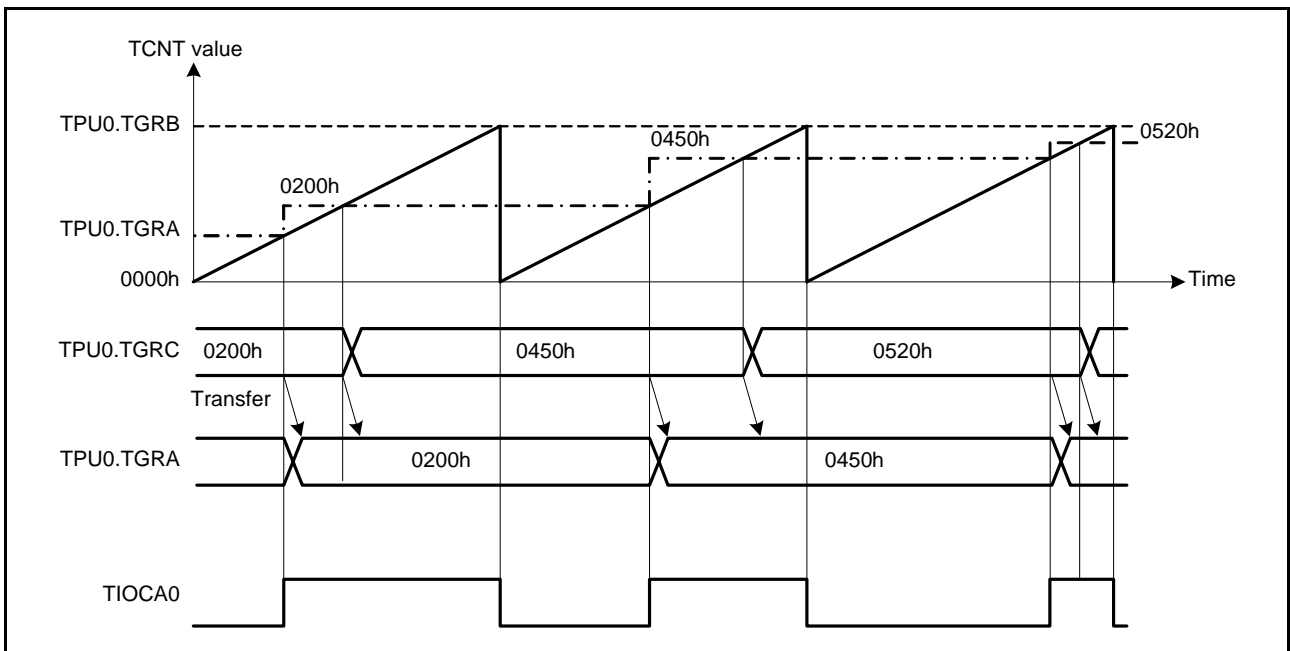 TCNT value
TPU0.TGRB
0450h
0520h
0200h
TPU0.TGRA
0000h
Time
TPU0.TGRC
0200h
0450h
0520h
Transfer
TPU0.TGRA
0200h
0450h
TIOCA0